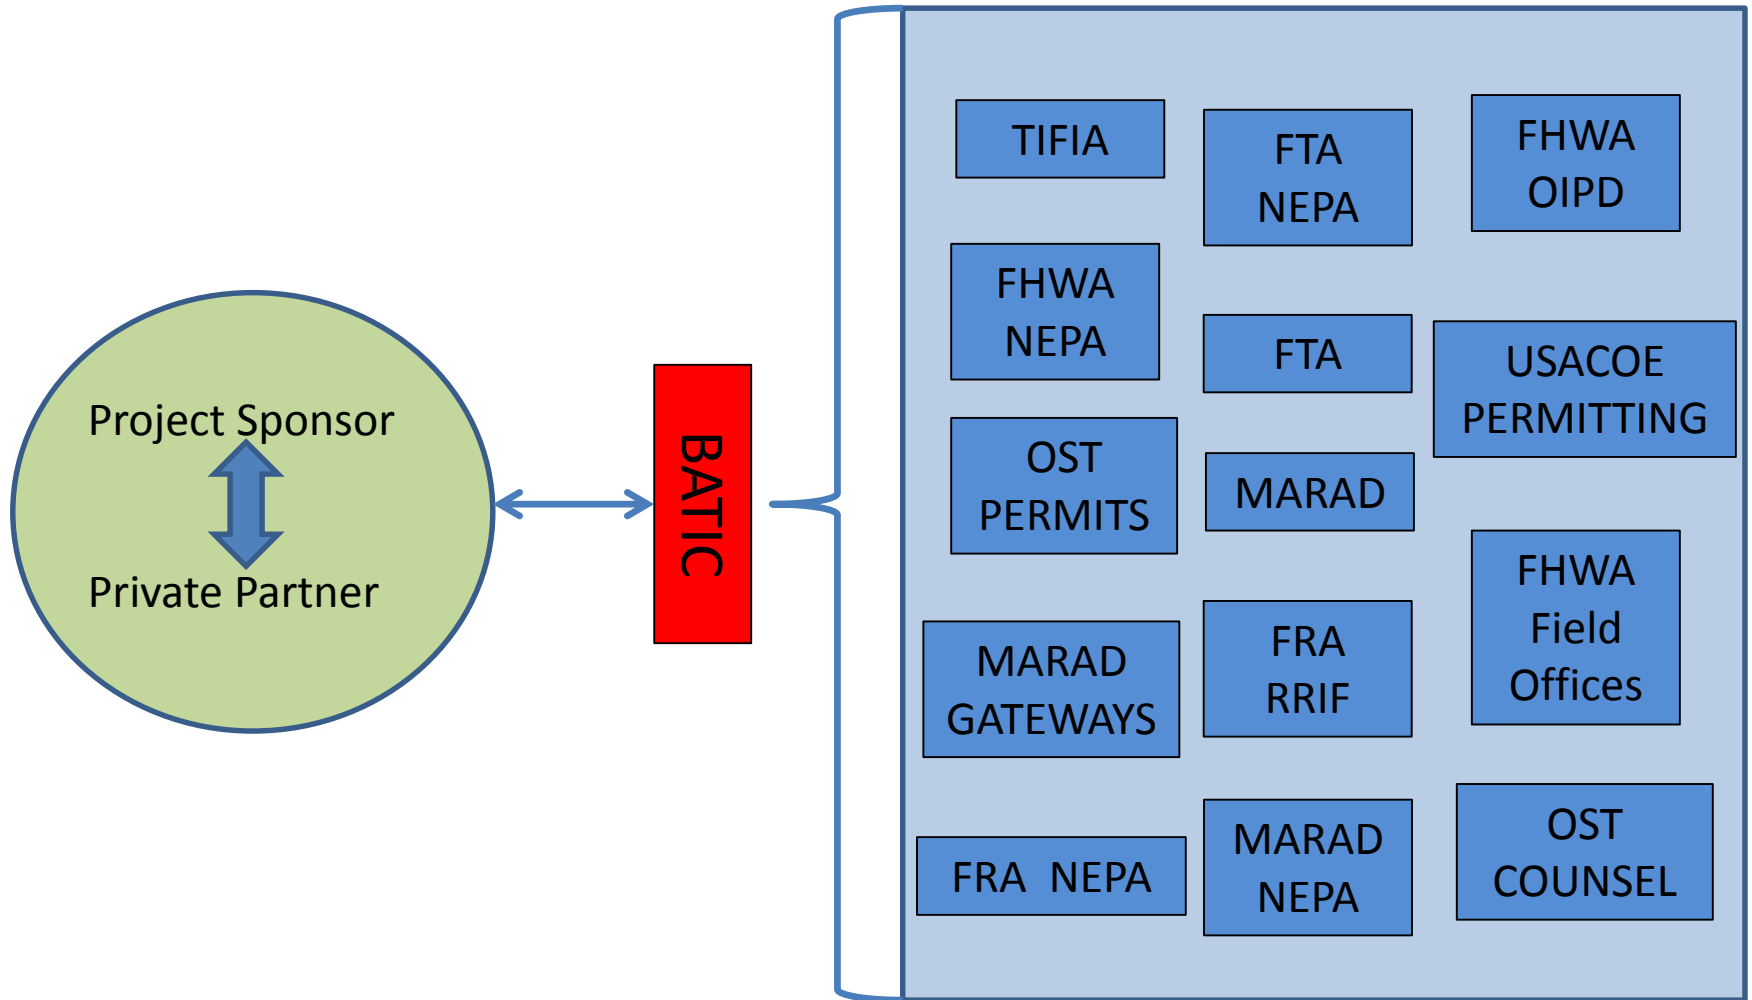 Project Sponsor
Private Partner
BATIC
TIFIA
FHWA
NEPA
OST
PERMITS
MARAD
GATEWAYS
FRA NEPA
FTA
NEPA
FTA
MARAD
FRA
RRIF
MARAD
NEPA
FHWA
OIPD
USACOE
PERMITTING
FHWA
Field
Offices
OST
COUNSEL